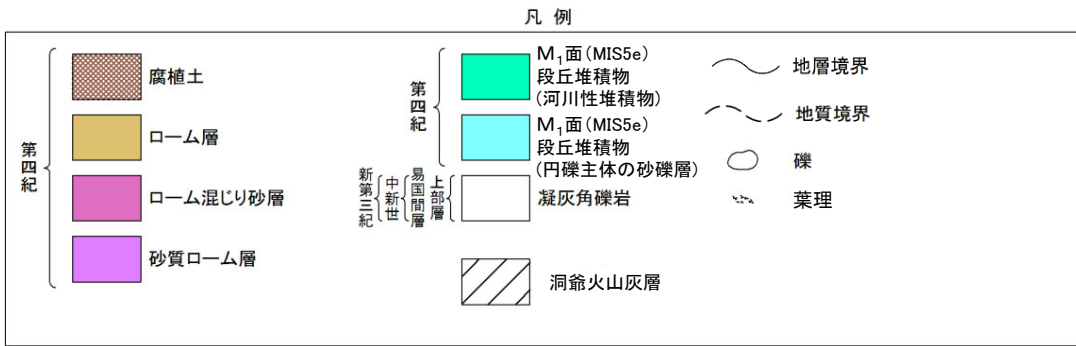 凡 例
第四紀
腐植土
ローム層
ローム混じり砂層
砂質ローム層
第四紀
M₁面(MIS5e)
段丘堆積物
(河川性堆積物)
M₁面(MIS5e)
段丘堆積物
(円礫主体の砂礫層)
新第三紀
中新世
易国間層
上部層
凝灰角礫岩
洞爺火山灰層
地層境界
地質境界
礫
葉理